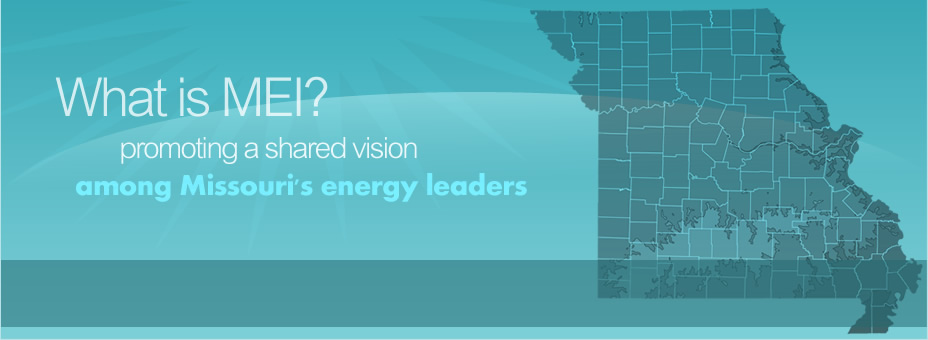 What is MEI?
promoting a shared vision
among Missouri's energy leaders